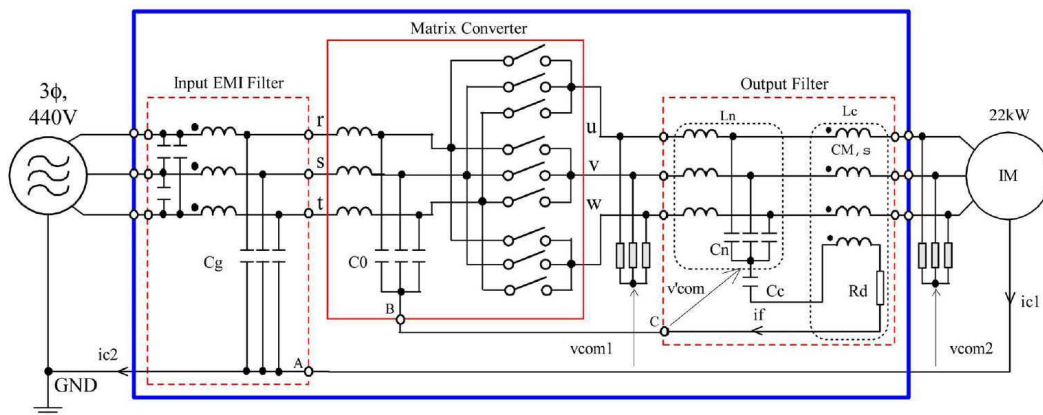 Matrix Converter
Input EMI Filter
3ϕ,
440V
Output Filter
22kW
r
s
t
u
v
w
Ln
Lc
CM, s
IM
Cg
C0
Cn
Cc
Rd
v'com
B
C
if
ic1
ic2
A
vcom1
vcom2
GND